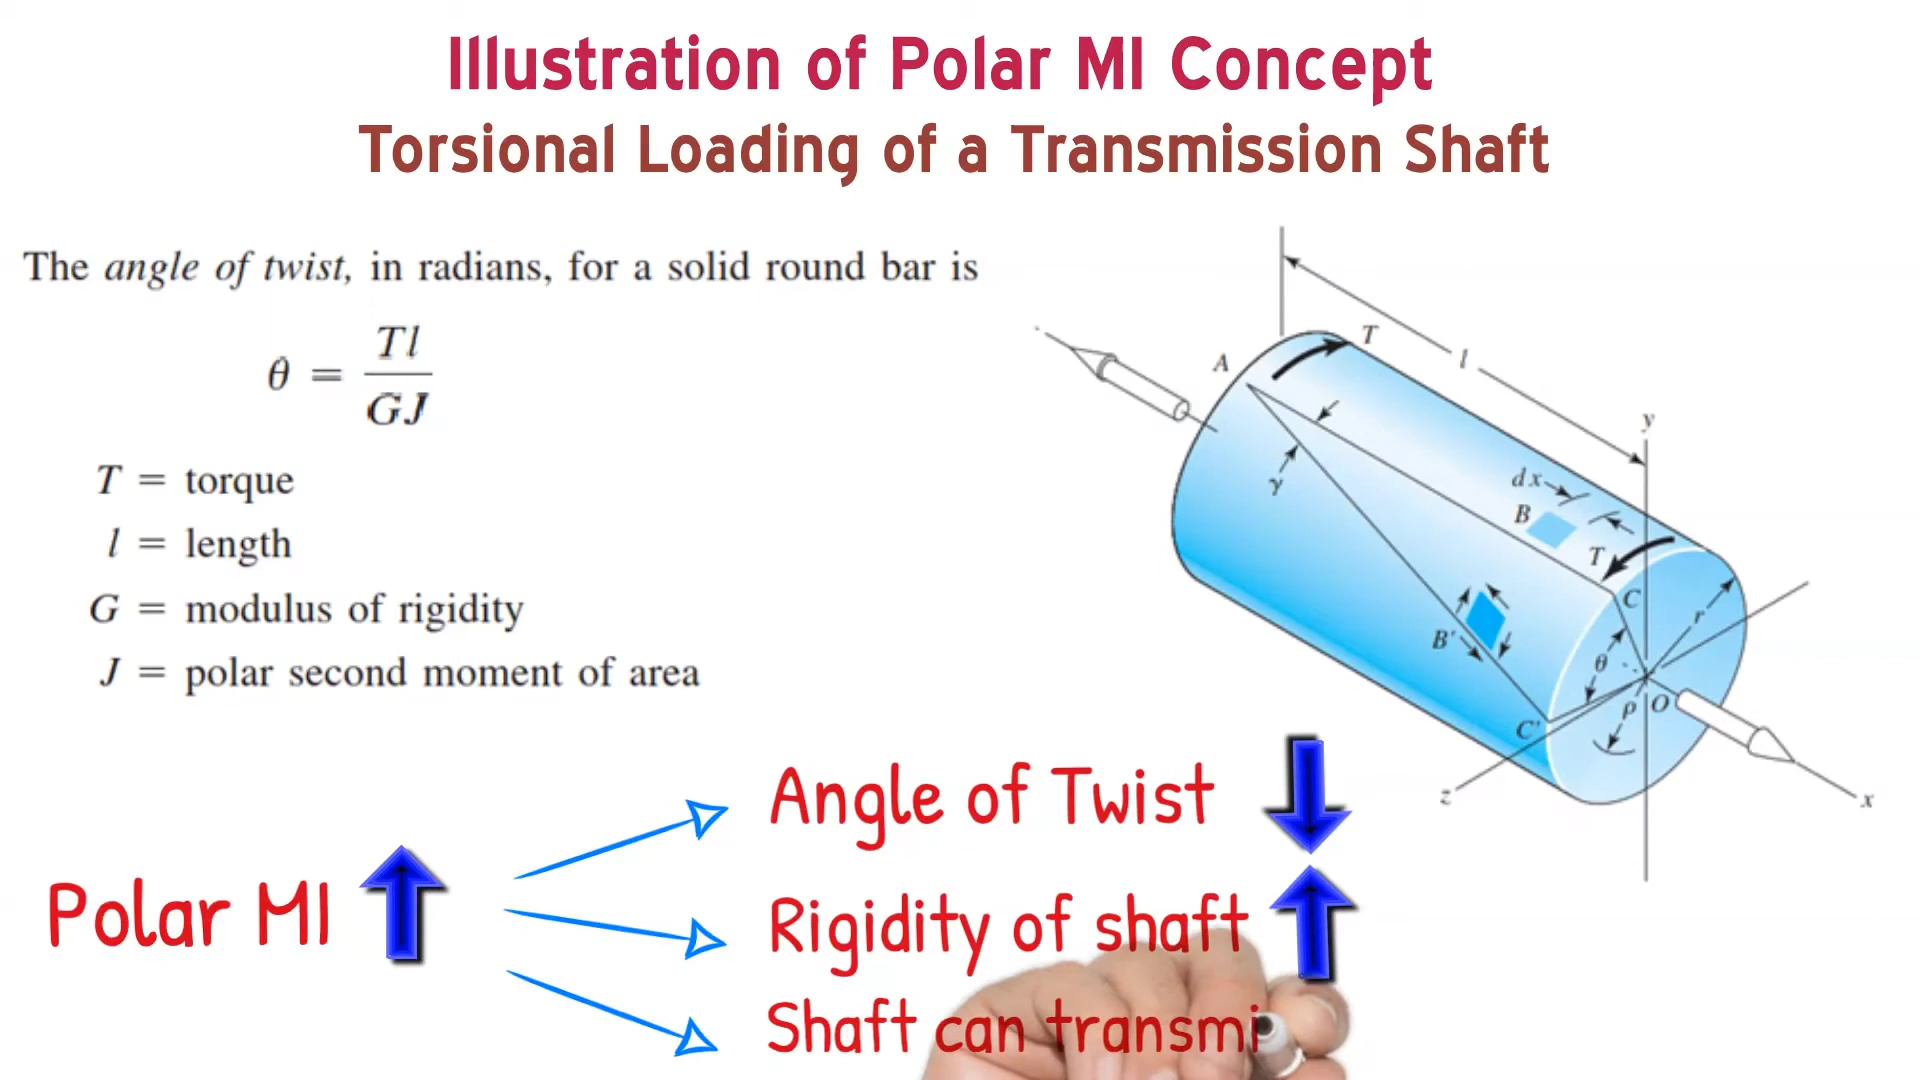 Illustration of Polar MI Concept
Torsional Loading of a Transmission Shaft
The angle of twist, in radians, for a solid round bar is
θ = Tl / GJ
T = torque
l = length
G = modulus of rigidity
J = polar second moment of area
A
T
l
y
γ
dx
B
T
C
r
B'
θ
ρ
O
C'
z
x
Polar MI
Angle of Twist
Rigidity of shaft
Shaft can transmi